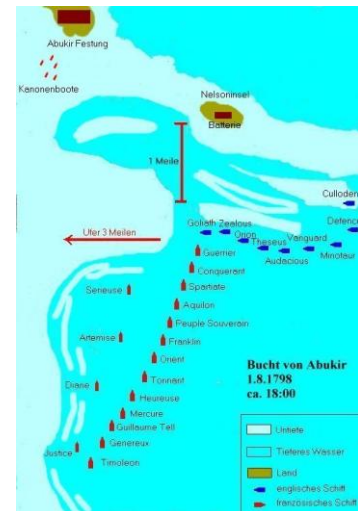 Abukir Festung
Kanonenboote
Nelsoninsel
Batterie
1 Meile
Culloden
Goliath Zealous
Defence
Orion
Vanguard
Theseus
Minotaur
Audacious
Ufer 3 Meilen
Guerrier
Conquerant
Serieuse
Spartiate
Aquilon
Peuple Souverain
Artemise
Franklin
Orient
Diane
Tonnant
Heureuse
Mercure
Guillaume Tell
Justice
Genereux
Timoleon
Bucht von Abukir
1.8.1798
ca. 18:00
Untiefe
Tieferes Wasser
Land
englisches Schiff
französisches Schiff